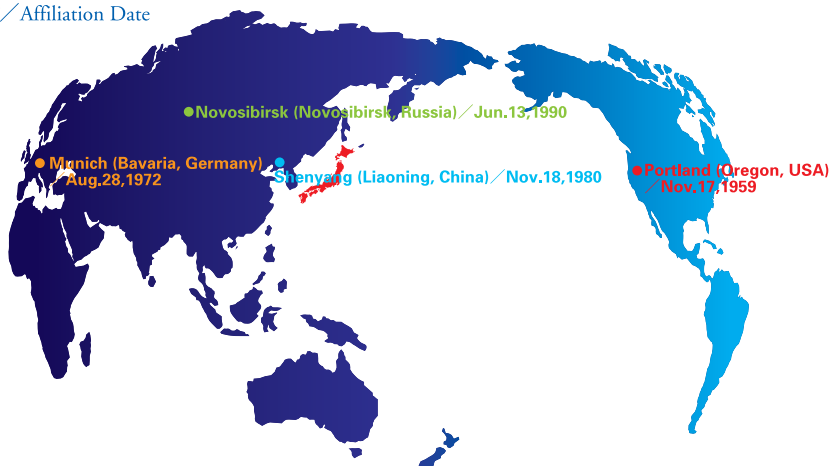 ／Affiliation Date
Novosibirsk (Novosibirsk, Russia)／Jun.13,1990
Munich (Bavaria, Germany)
Aug.28,1972
Shenyang (Liaoning, China)／Nov.18,1980
Portland (Oregon, USA)
／Nov.17,1959